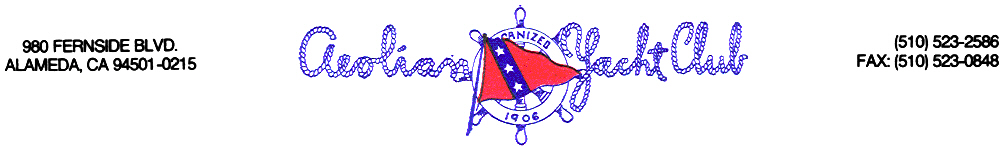 980 FERNSIDE BLVD.
ALAMEDA, CA 94501-0215
Aeolian Yacht Club
ORGANIZED
1906
(510) 523-2586
FAX: (510) 523-0848